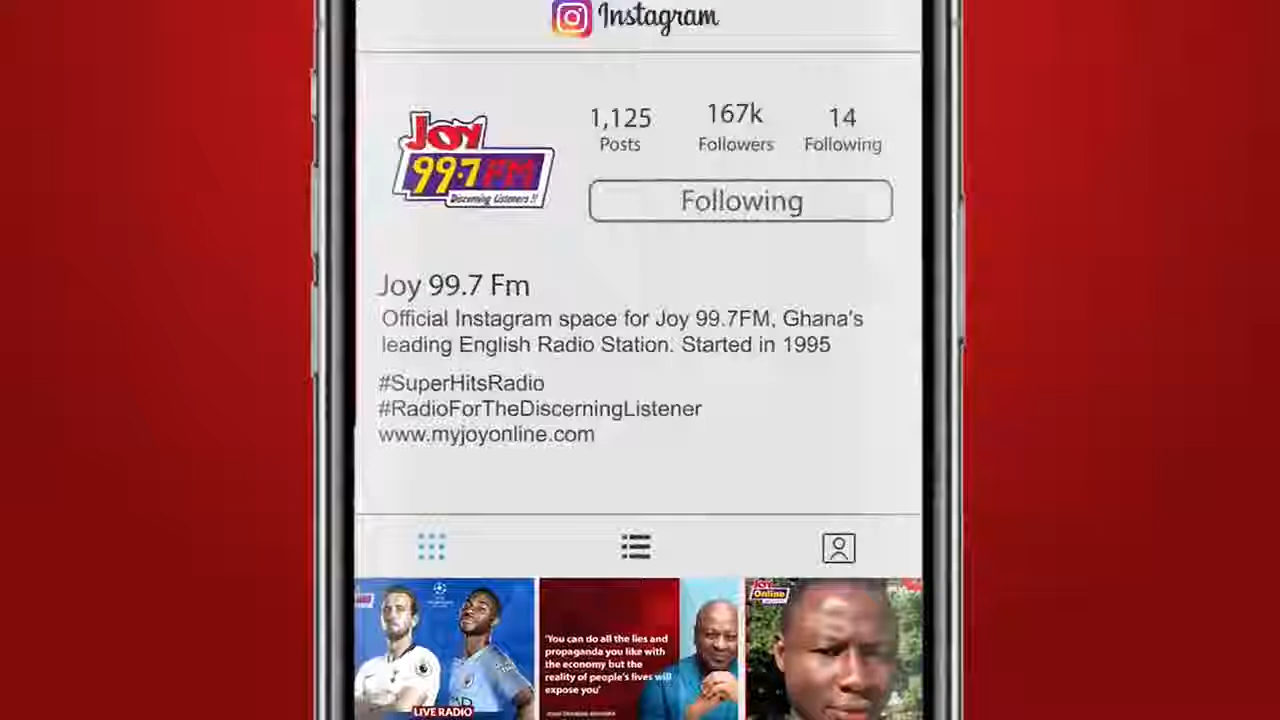 Instagram
1,125
Posts
167k
Followers
14
Following
Following
Joy
99.7 FM
Discerning Listeners !!
Joy 99.7 Fm
Official Instagram space for Joy 99.7FM, Ghana's
leading English Radio Station. Started in 1995
#SuperHitsRadio
#RadioForTheDiscerningListener
www.myjoyonline.com
LIVE RADIO
'You can do all the lies and
propaganda you like with
the economy but the
reality of people's lives will
expose you'
Joy
Online